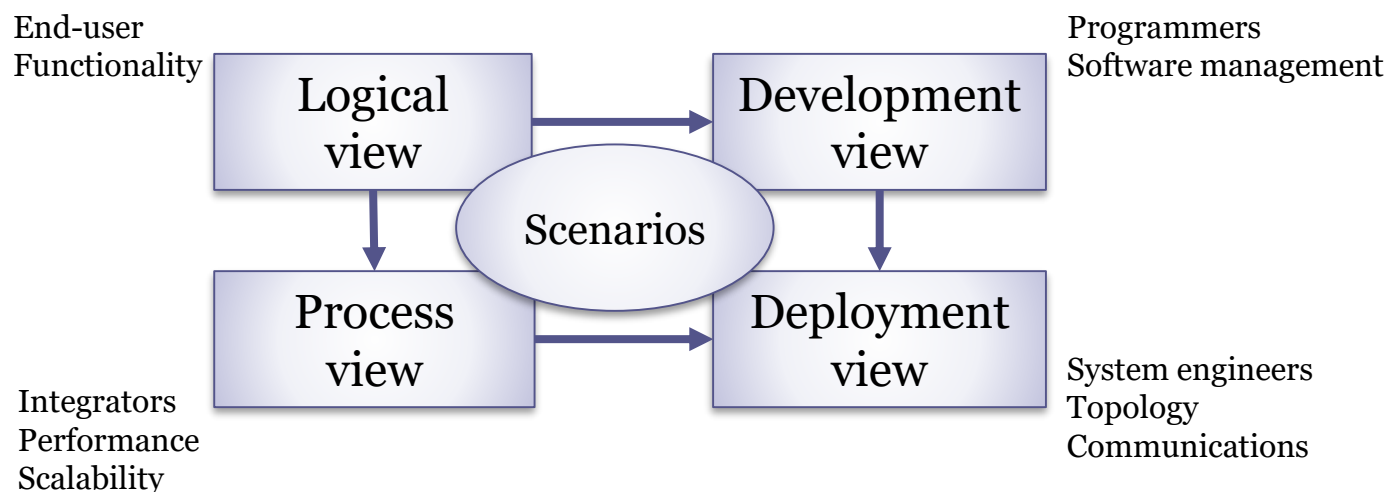 End-user
Functionality
Programmers
Software management
Logical
view
Development
view
Scenarios
Process
view
Deployment
view
Integrators
Performance
Scalability
System engineers
Topology
Communications